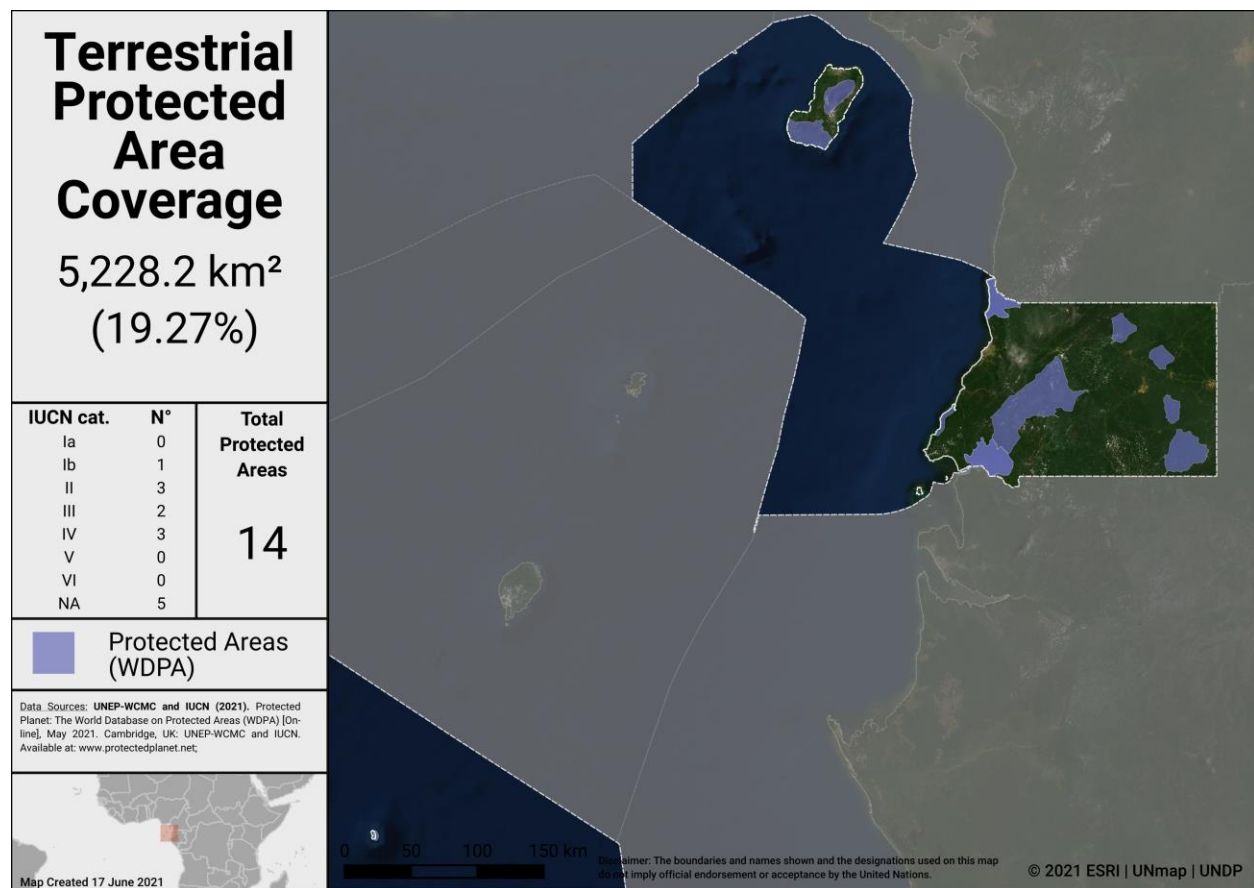 Terrestrial
Protected
Area
Coverage
5,228.2 km²
(19.27%)
IUCN cat. N°
Ia 0
Ib 1
II 3
III 2
IV 3
V 0
VI 0
NA 5
Total
Protected
Areas
14
Protected Areas
(WDPA)
Data Sources: UNEP-WCMC and IUCN (2021). Protected
Planet: The World Database on Protected Areas (WDPA) [On-
line], May 2021. Cambridge, UK: UNEP-WCMC and IUCN.
Available at: www.protectedplanet.net;
Map Created 17 June 2021
0 50 100 150 km
Disclaimer: The boundaries and names shown and the designations used on this map
do not imply official endorsement or acceptance by the United Nations.
© 2021 ESRI | UNmap | UNDP